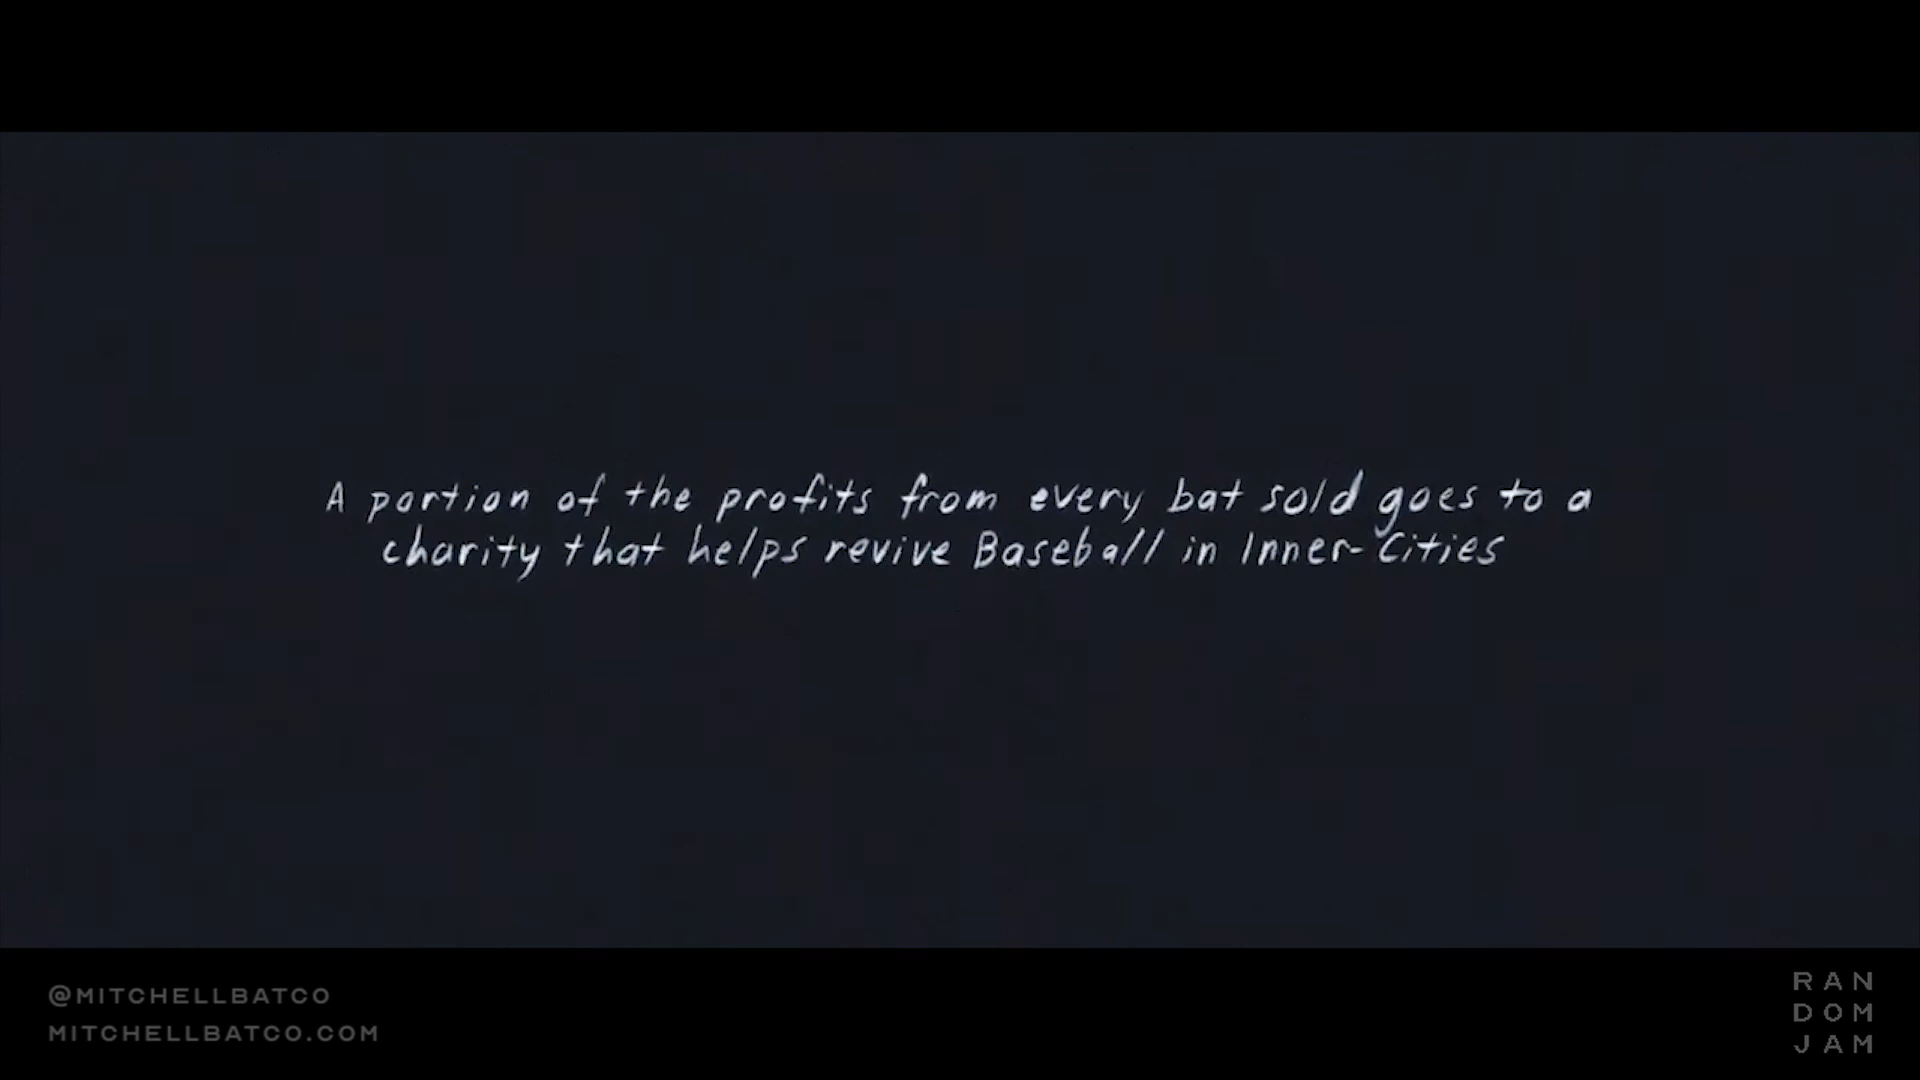 A portion of the profits from every bat sold goes to a
charity that helps revive Baseball in Inner-Cities
@MITCHELLBATCO
MITCHELLBATCO.COM
RAN
DOM
JAM